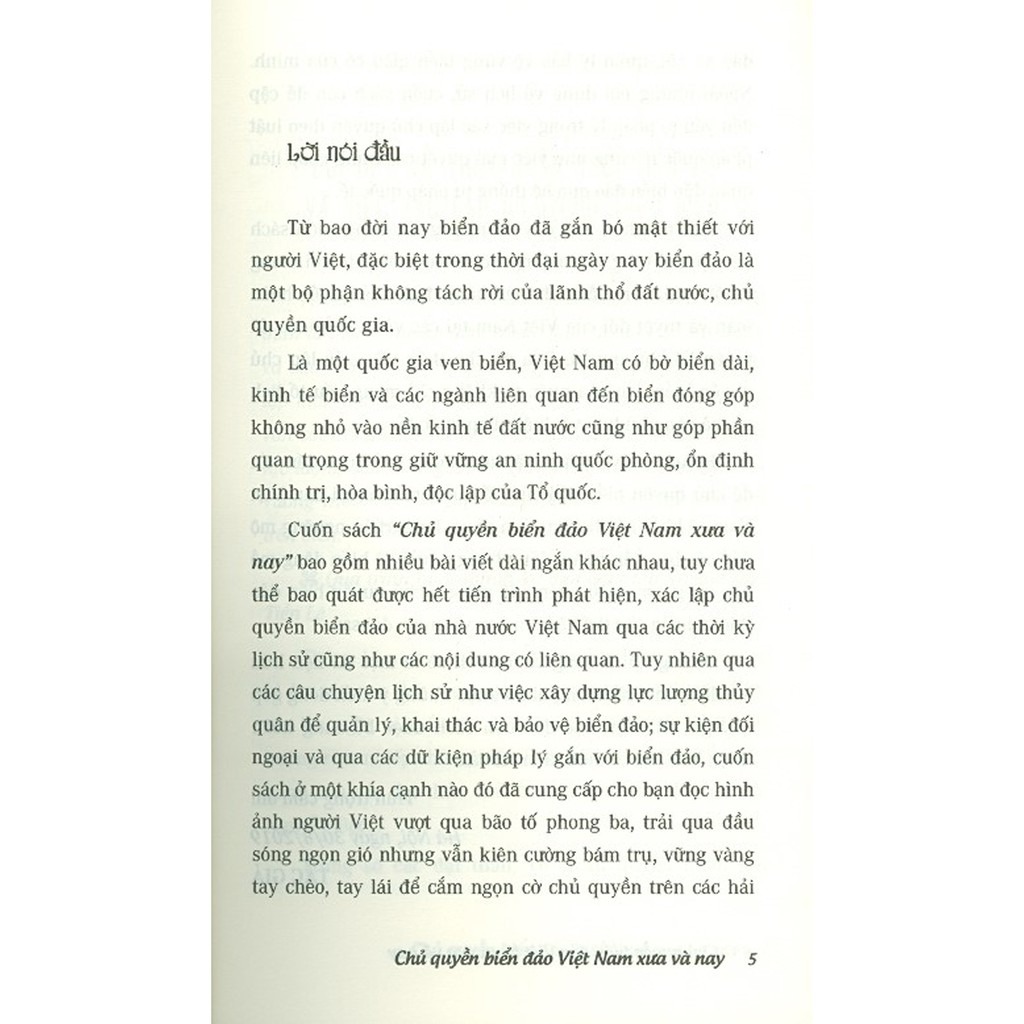 Lời nói đầu
Từ bao đời nay biển đảo đã gắn bó mật thiết với
người Việt, đặc biệt trong thời đại ngày nay biển đảo là
một bộ phận không tách rời của lãnh thổ đất nước, chủ
quyền quốc gia.
Là một quốc gia ven biển, Việt Nam có bờ biển dài,
kinh tế biển và các ngành liên quan đến biển đóng góp
không nhỏ vào nền kinh tế đất nước cũng như góp phần
quan trọng trong giữ vững an ninh quốc phòng, ổn định
chính trị, hòa bình, độc lập của Tổ quốc.
Cuốn sách “Chủ quyền biển đảo Việt Nam xưa và
nay” bao gồm nhiều bài viết dài ngắn khác nhau, tuy chưa
thể bao quát được hết tiến trình phát hiện, xác lập chủ
quyền biển đảo của nhà nước Việt Nam qua các thời kỳ
lịch sử cũng như các nội dung có liên quan. Tuy nhiên qua
các câu chuyện lịch sử như việc xây dựng lực lượng thủy
quân để quản lý, khai thác và bảo vệ biển đảo; sự kiện đối
ngoại và qua các dữ kiện pháp lý gắn với biển đảo, cuốn
sách ở một khía cạnh nào đó đã cung cấp cho bạn đọc hình
ảnh người Việt vượt qua bão tố phong ba, trải qua đầu
sóng ngọn gió nhưng vẫn kiên cường bám trụ, vững vàng
tay chèo, tay lái để cắm ngọn cờ chủ quyền trên các hải
Chủ quyền biển đảo Việt Nam xưa và nay 5